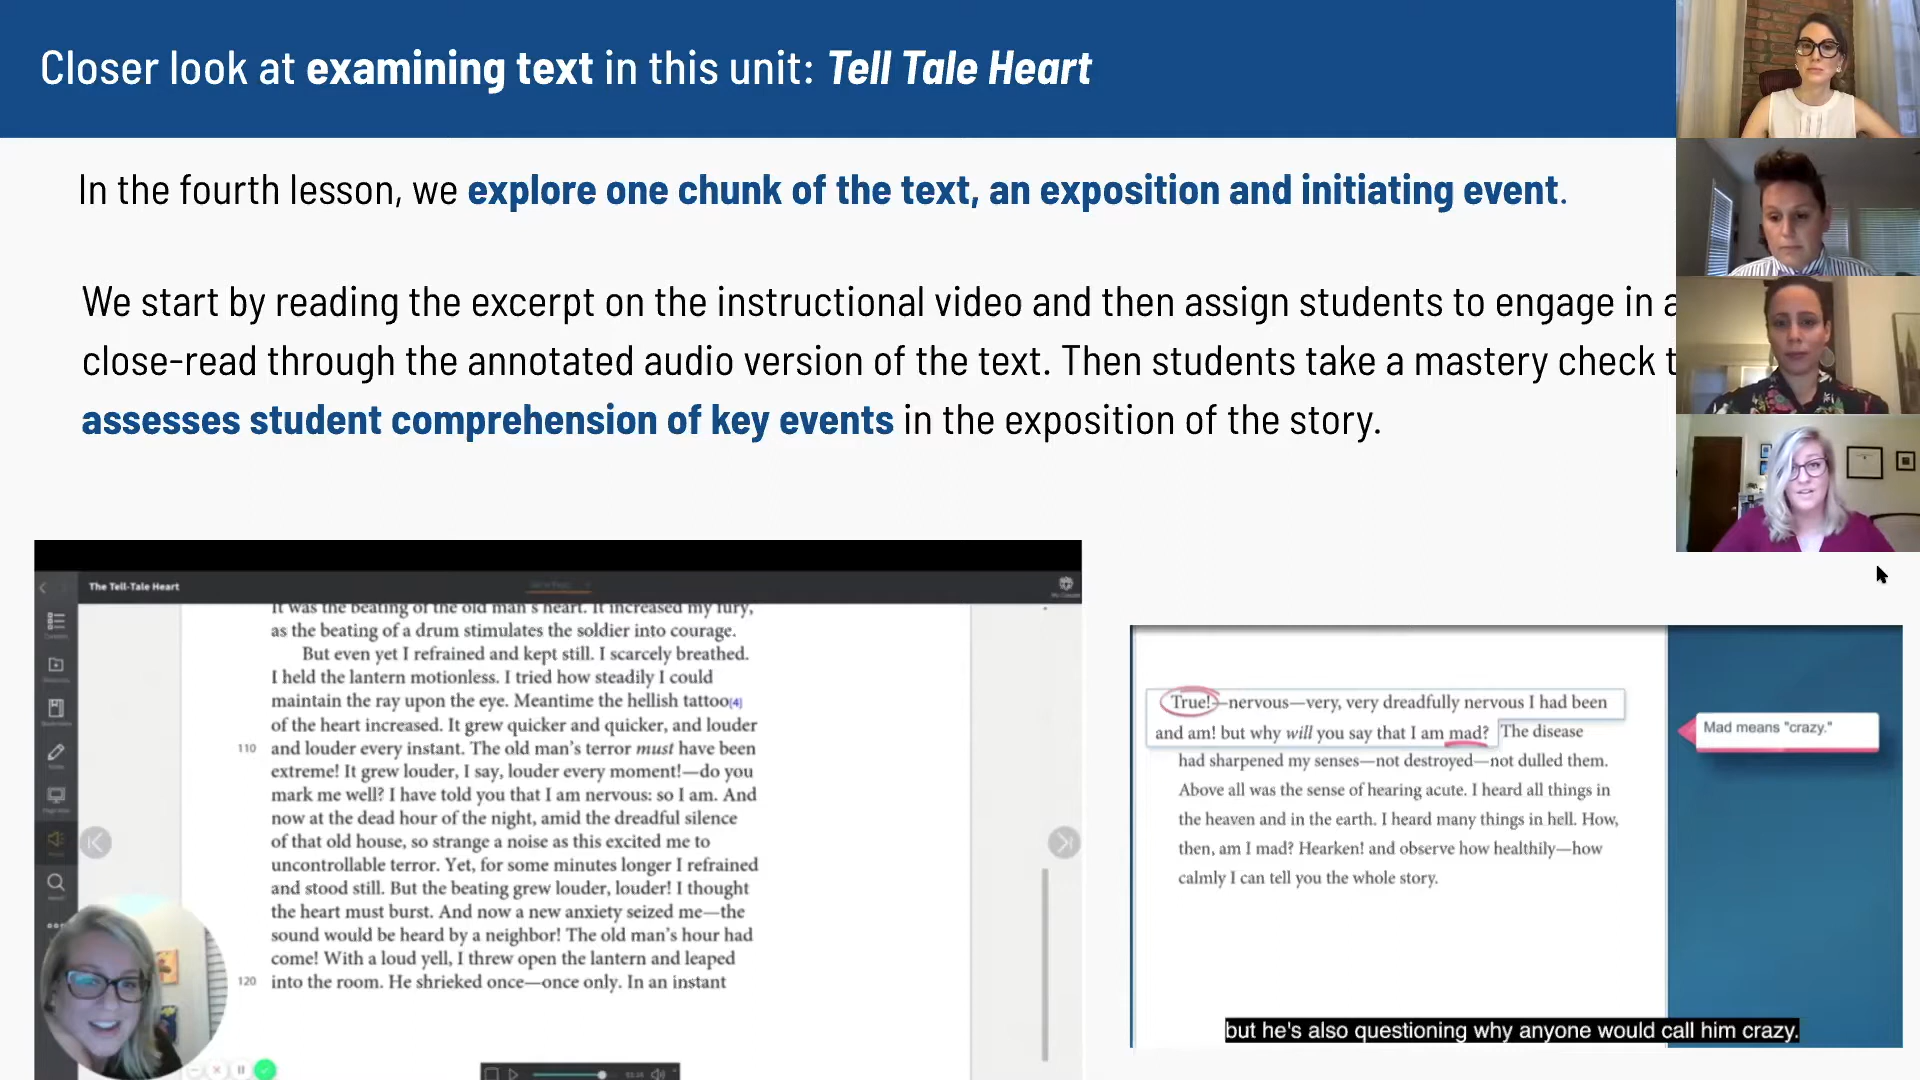 Closer look at examining text in this unit: Tell Tale Heart
In the fourth lesson, we explore one chunk of the text, an exposition and initiating event.
We start by reading the excerpt on the instructional video and then assign students to engage in a
close-read through the annotated audio version of the text. Then students take a mastery check
assesses student comprehension of key events in the exposition of the story.
The Tell-Tale Heart
It was the beating of the old man's heart. It increased my fury,
as the beating of a drum stimulates the soldier into courage.
But even yet I refrained and kept still. I scarcely breathed.
I held the lantern motionless. I tried how steadily I could
maintain the ray upon the eye. Meantime the hellish tattoo[4]
of the heart increased. It grew quicker and quicker, and louder
110 and louder every instant. The old man's terror must have been
extreme! It grew louder, I say, louder every moment!—do you
mark me well? I have told you that I am nervous: so I am. And
now at the dead hour of the night, amid the dreadful silence
of that old house, so strange a noise as this excited me to
uncontrollable terror. Yet, for some minutes longer I refrained
and stood still. But the beating grew louder, louder! I thought
the heart must burst. And now a new anxiety seized me—the
sound would be heard by a neighbor! The old man's hour had
come! With a loud yell, I threw open the lantern and leaped
120 into the room. He shrieked once—once only. In an instant
True!—nervous—very, very dreadfully nervous I had been
and am! but why will you say that I am mad? The disease
had sharpened my senses—not destroyed—not dulled them.
Above all was the sense of hearing acute. I heard all things in
the heaven and in the earth. I heard many things in hell. How,
then, am I mad? Hearken! and observe how healthily—how
calmly I can tell you the whole story.
Mad means "crazy."
but he's also questioning why anyone would call him crazy.